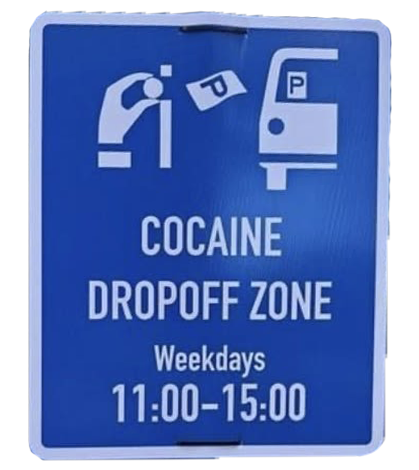 P
P
COCAINE
DROPOFF ZONE
Weekdays
11:00-15:00